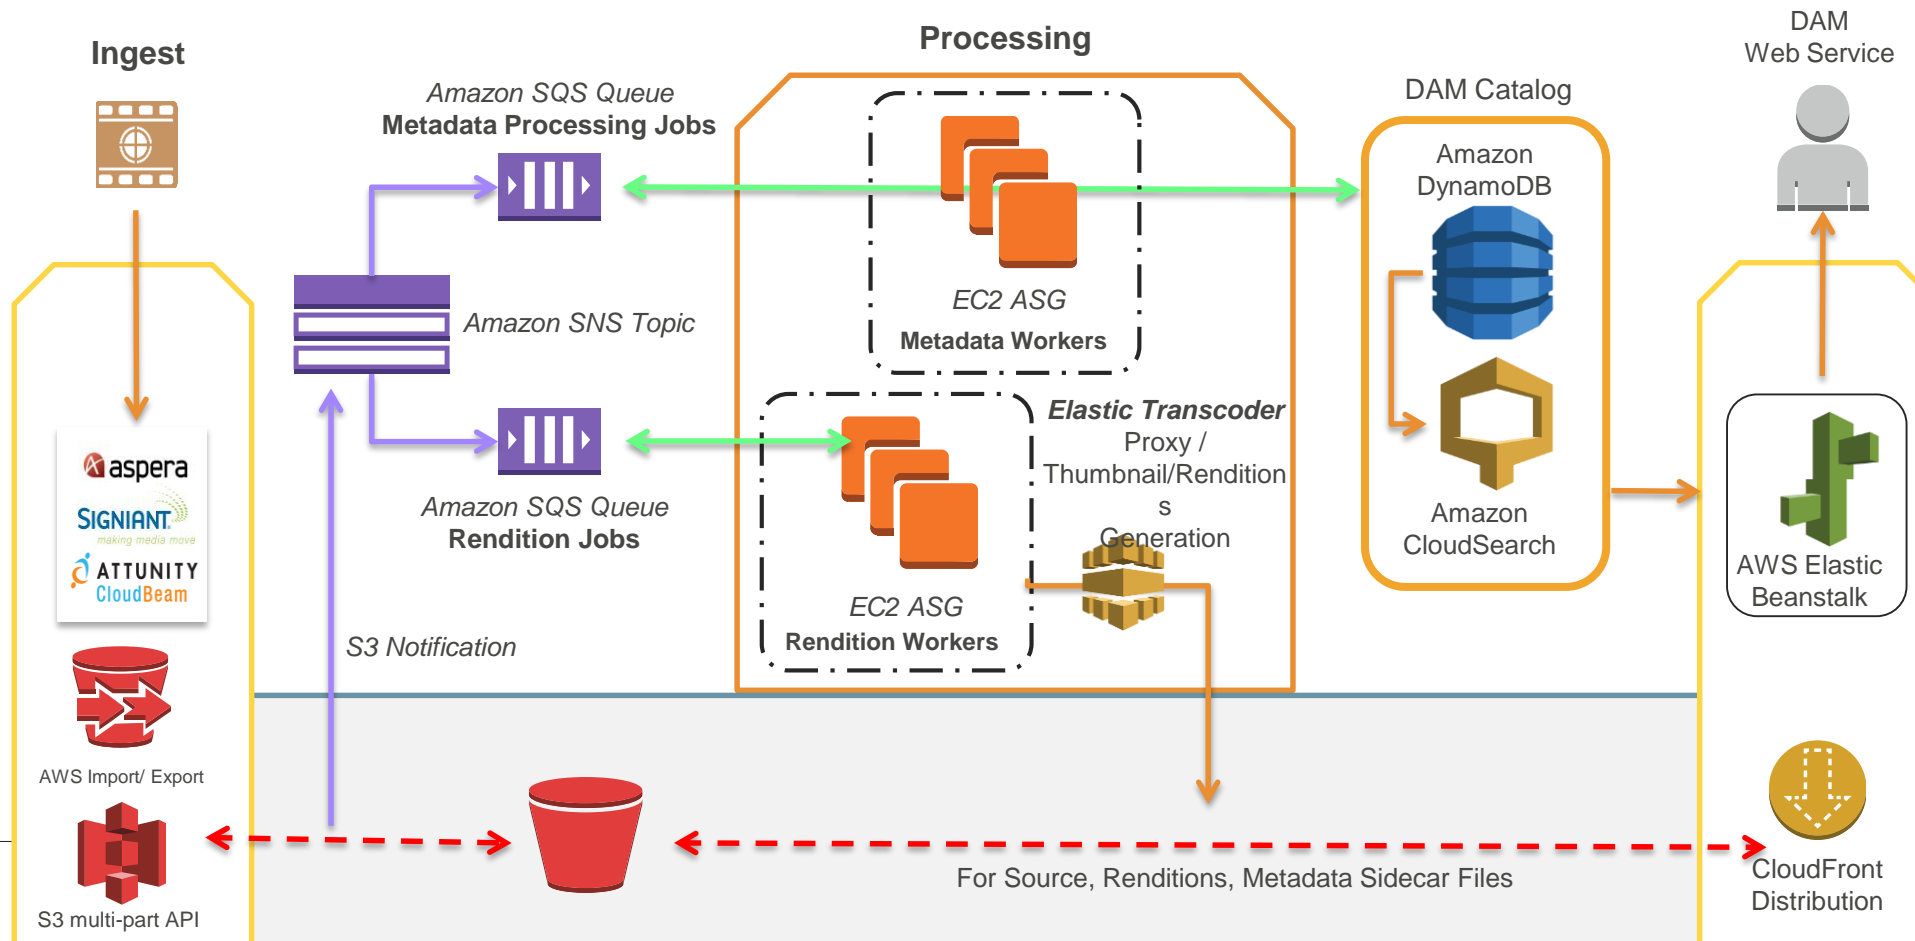 Ingest
Processing
DAM
Web Service
Amazon SQS Queue
Metadata Processing Jobs
DAM Catalog
Amazon
DynamoDB
EC2 ASG
Metadata Workers
Amazon SNS Topic
Elastic Transcoder
Proxy /
Thumbnail/Rendition
s
Generation
aspera
SIGNIANT
making media move
ATTUNITY
CloudBeam
Amazon SQS Queue
Rendition Jobs
Amazon
CloudSearch
AWS Elastic
Beanstalk
EC2 ASG
Rendition Workers
S3 Notification
AWS Import/ Export
S3 multi-part API
For Source, Renditions, Metadata Sidecar Files
CloudFront
Distribution